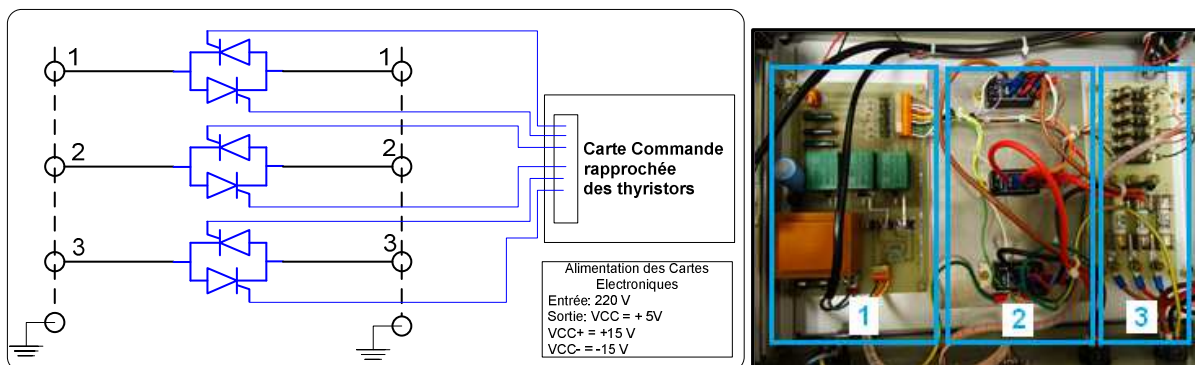 1
1
2
2
3
3
Carte Commande
rapprochée
des thyristors
Alimentation des Cartes
Electroniques
Entrée: 220 V
Sortie: VCC = + 5V
VCC+ = +15 V
VCC- = -15 V
1
2
3